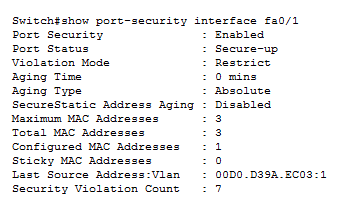 Switch#show port-security interface fa0/1
Port Security : Enabled
Port Status : Secure-up
Violation Mode : Restrict
Aging Time : 0 mins
Aging Type : Absolute
SecureStatic Address Aging : Disabled
Maximum MAC Addresses : 3
Total MAC Addresses : 3
Configured MAC Addresses : 1
Sticky MAC Addresses : 0
Last Source Address:Vlan : 00D0.D39A.EC03:1
Security Violation Count : 7